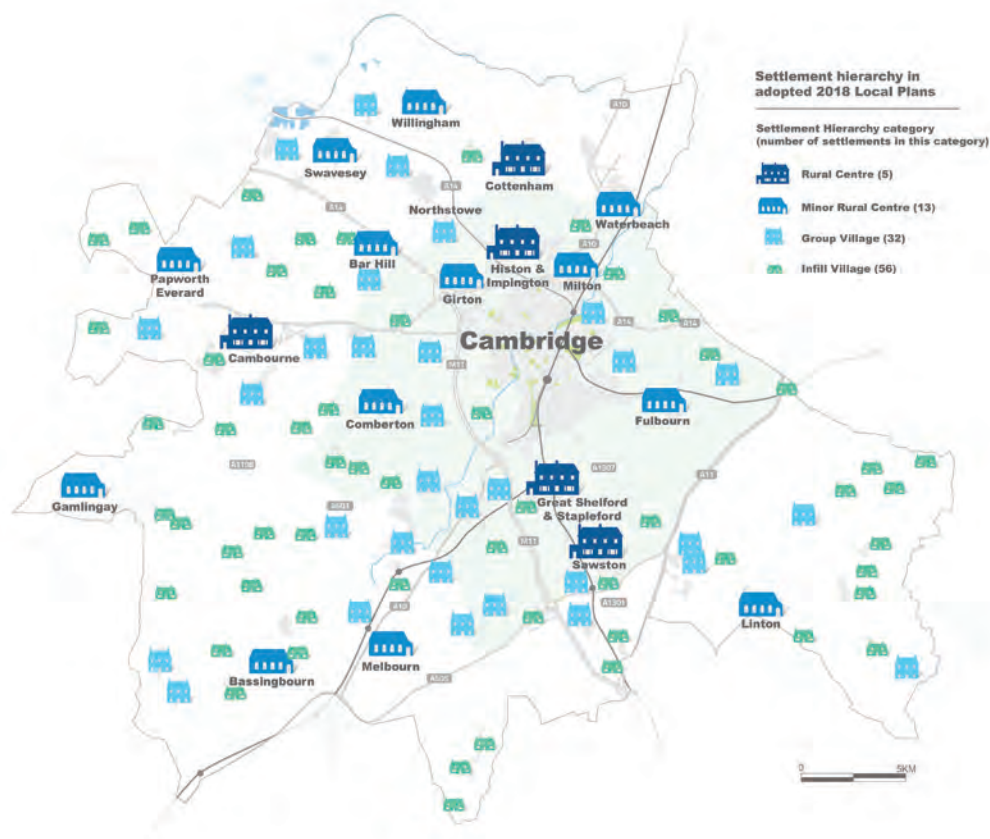 Settlement hierarchy in
adopted 2018 Local Plans
Settlement Hierarchy category
(number of settlements in this category)
Rural Centre (5)
Minor Rural Centre (13)
Group Village (32)
Infill Village (56)
A10
Willingham
Swavesey
Cottenham
A14
Northstowe
A14
Waterbeach
A10
Bar Hill
Histon &
Impington
Milton
Papworth
Everard
Girton
A14
A14
Cambourne
Cambridge
M11
Comberton
Fulbourn
A1198
A1307
A11
Gamlingay
Great Shelford
& Stapleford
A603
M11
Sawston
A10
A1301
Linton
Melbourn
Bassingbourn
A505
0
5KM